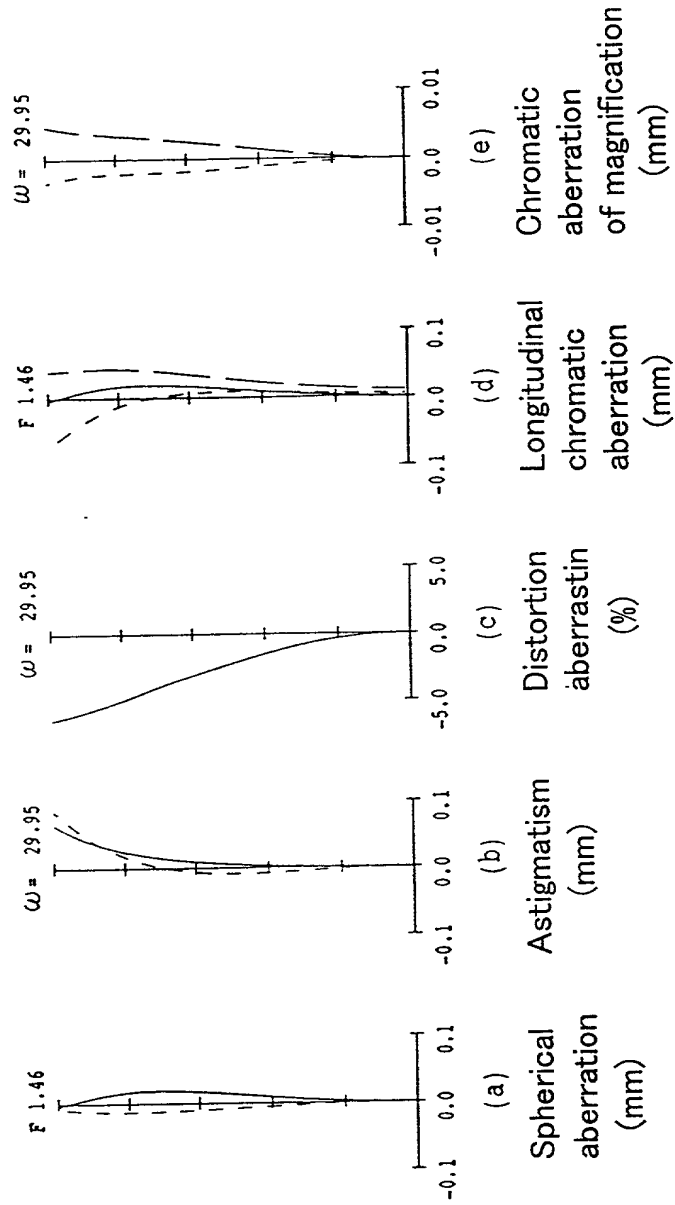 F 1.46
-0.1 0.0 0.1
(a)
Spherical
aberration
(mm)
ω = 29.95
-0.1 0.0 0.1
(b)
Astigmatism
(mm)
ω = 29.95
-5.0 0.0 5.0
(c)
Distortion
aberrastin
(%)
F 1.46
-0.1 0.0 0.1
(d)
Longitudinal
chromatic
aberration
(mm)
ω = 29.95
-0.01 0.0 0.01
(e)
Chromatic
aberration
of magnification
(mm)